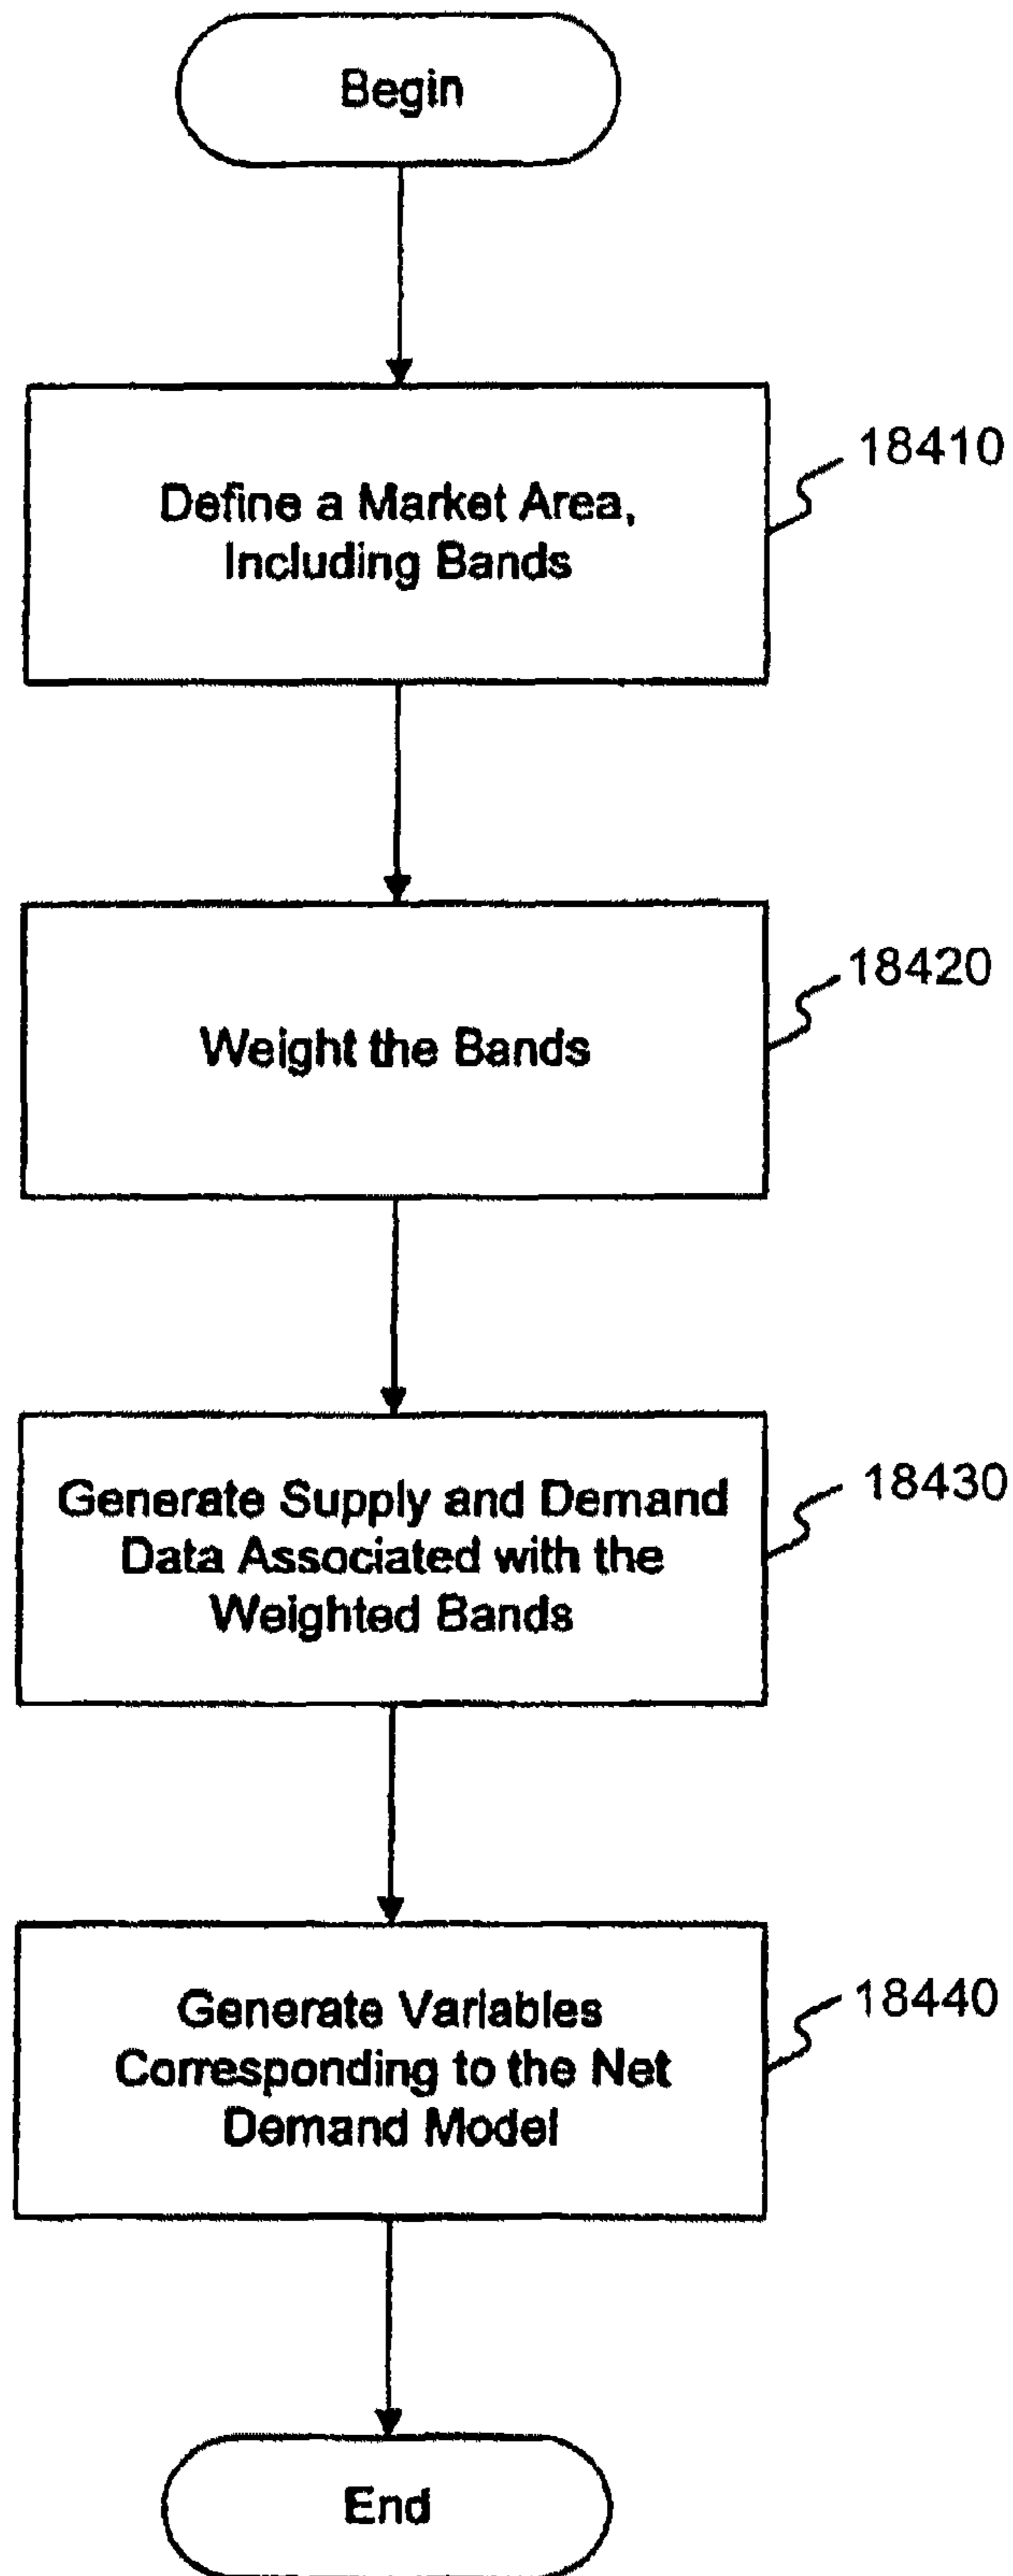 Begin
Define a Market Area,
Including Bands
18410
Weight the Bands
18420
Generate Supply and Demand
Data Associated with the
Weighted Bands
18430
Generate Variables
Corresponding to the Net
Demand Model
18440
End